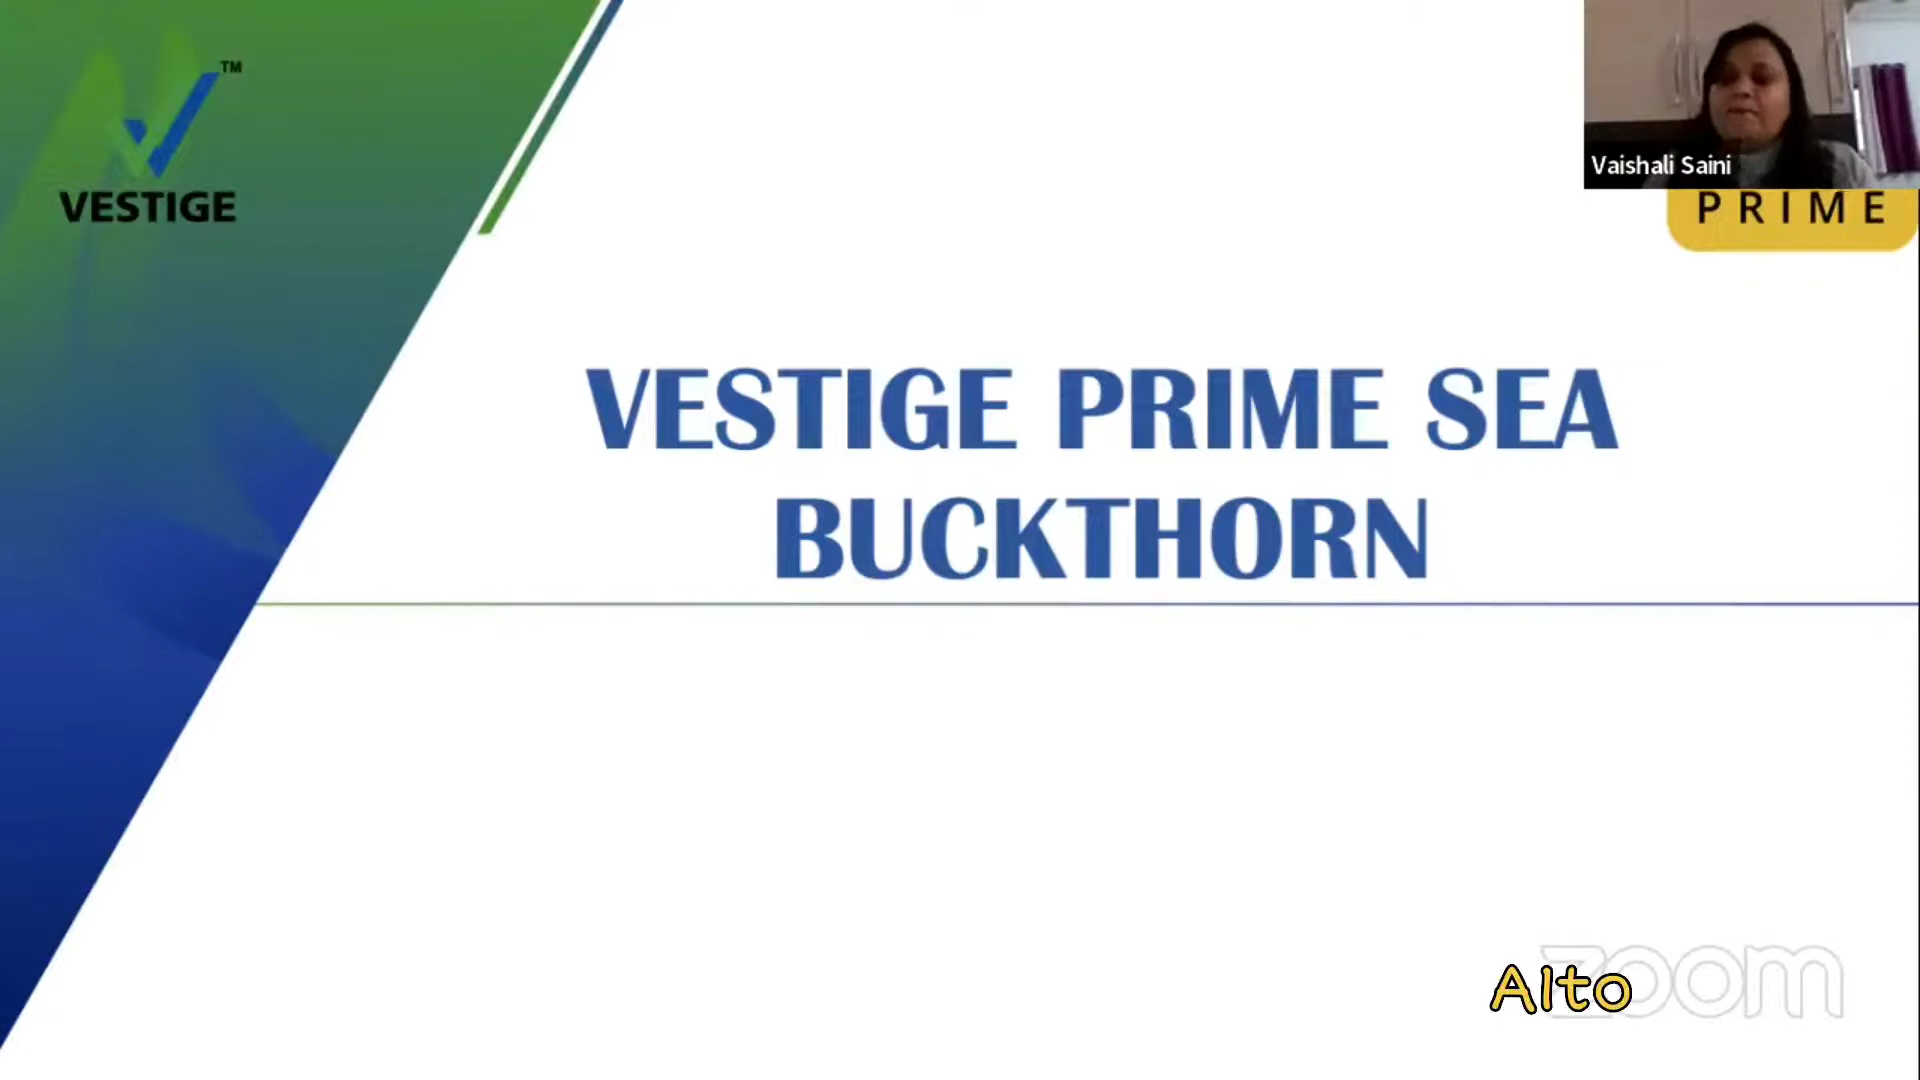 TM
VESTIGE
Vaishali Saini
PRIME
VESTIGE PRIME SEA
BUCKTHORN
Alto
zoom